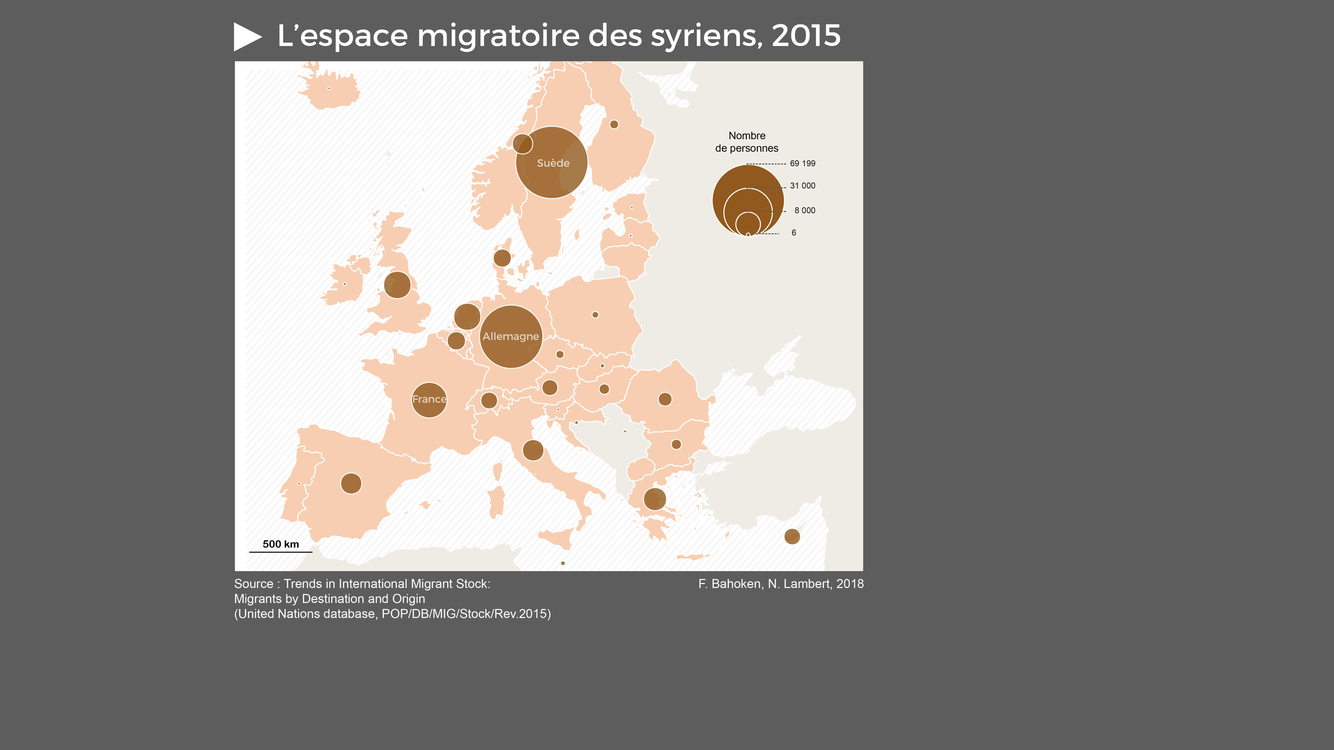 L’espace migratoire des syriens, 2015
Nombre
de personnes
69 199
31 000
8 000
6
Suède
Allemagne
France
500 km
Source : Trends in International Migrant Stock:
Migrants by Destination and Origin
(United Nations database, POP/DB/MIG/Stock/Rev.2015)
F. Bahoken, N. Lambert, 2018